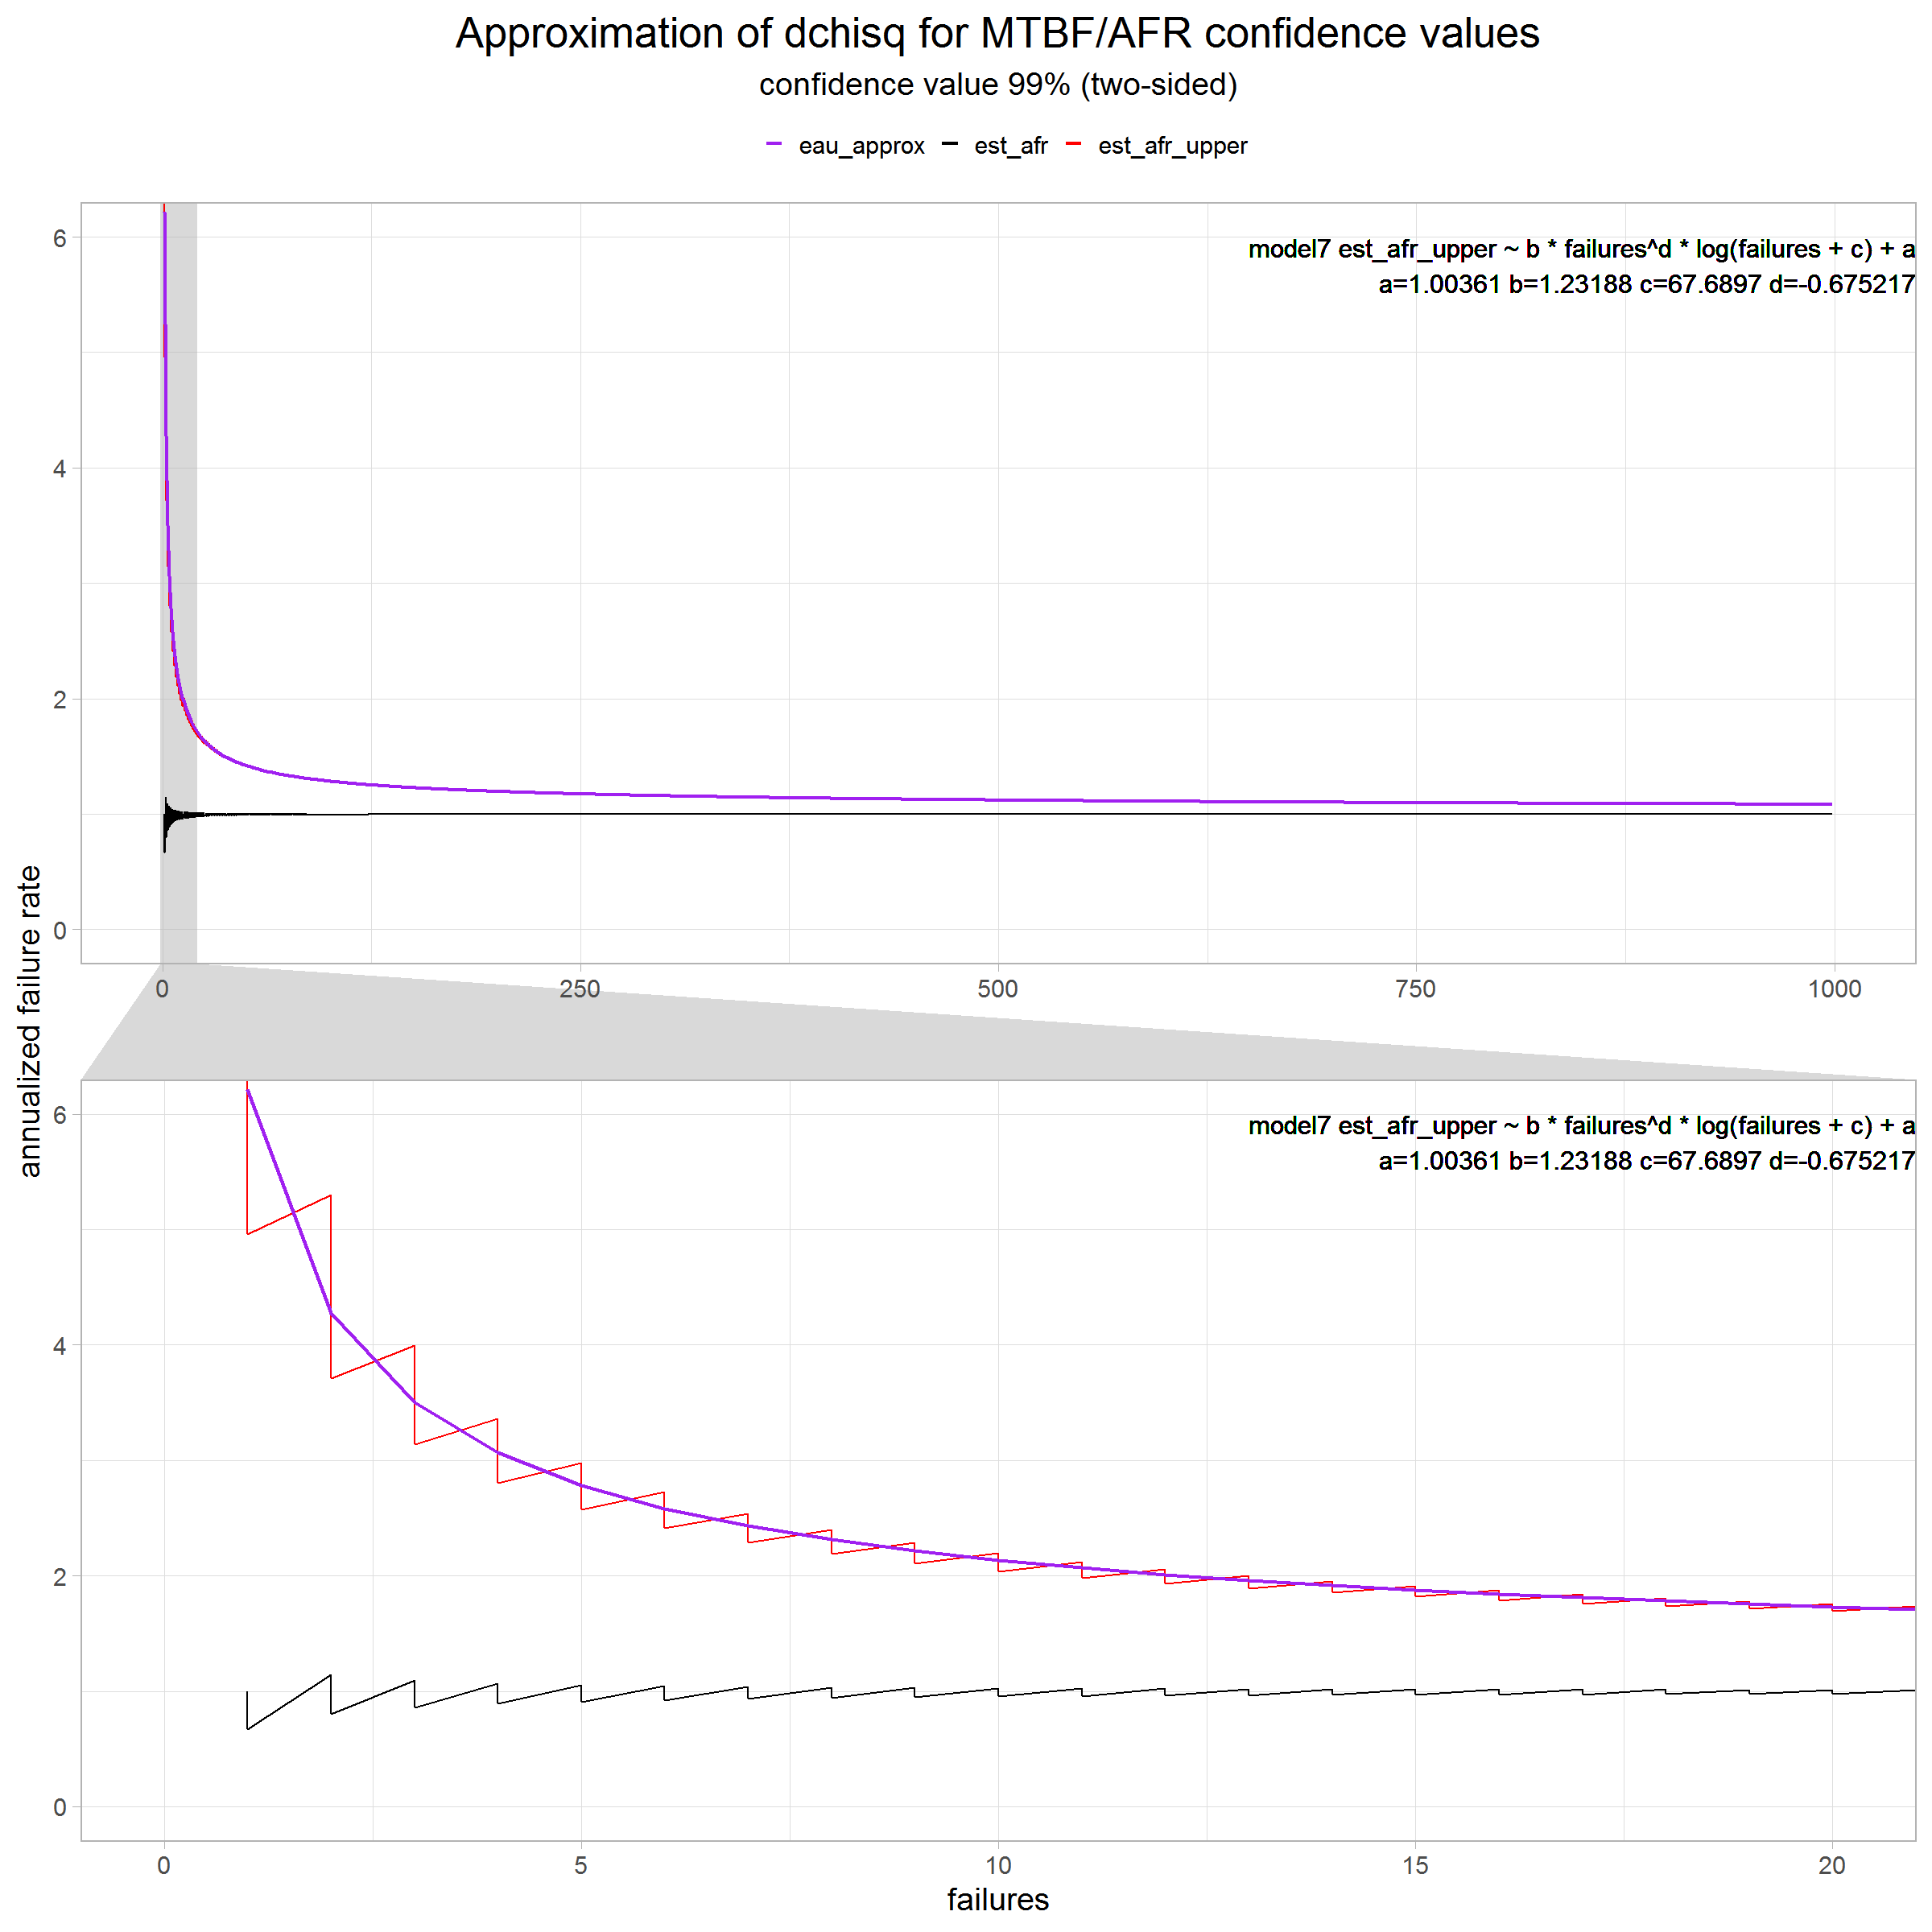 Approximation of dchisq for MTBF/AFR confidence values
confidence value 99% (two-sided)
eau_approx est_afr est_afr_upper
model7 est_afr_upper ~ b * failures^d * log(failures + c) + a
a=1.00361 b=1.23188 c=67.6897 d=-0.675217
6
4
2
0
0 250 500 750 1000
annualized failure rate
model7 est_afr_upper ~ b * failures^d * log(failures + c) + a
a=1.00361 b=1.23188 c=67.6897 d=-0.675217
6
4
2
0
0 5 10 15 20
failures